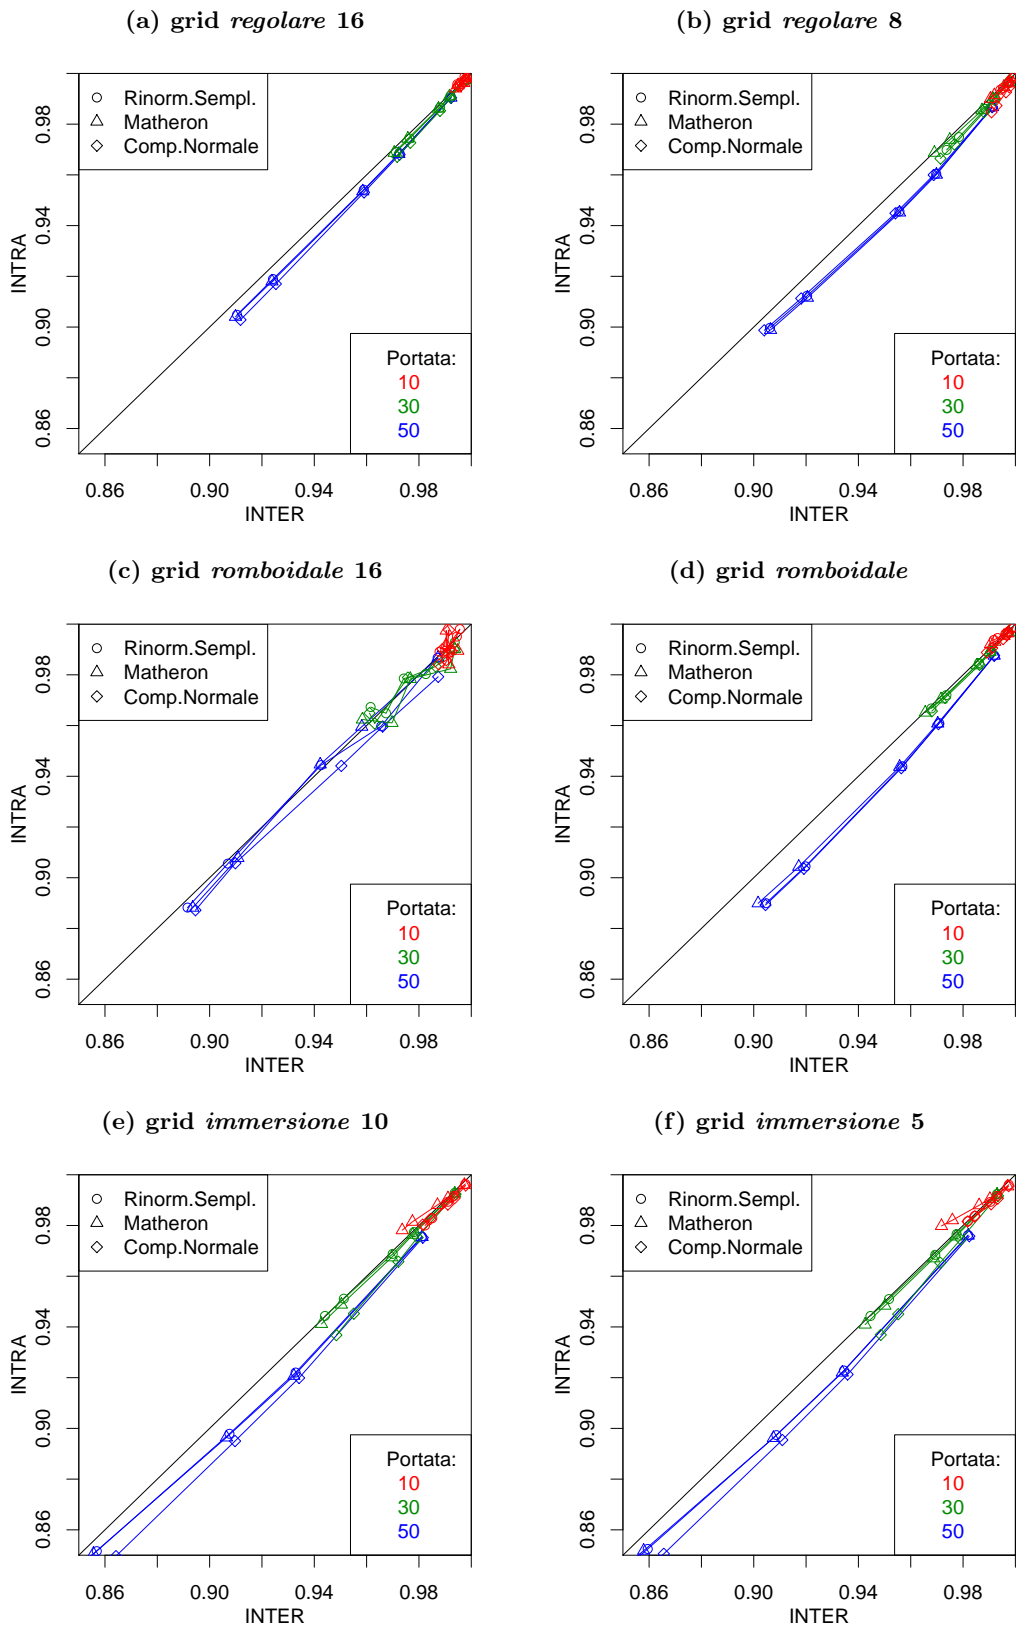 (a) grid regolare 16
Rinorm.Sempl.
Matheron
Comp.Normale
Portata:
10
30
50
0.86 0.90 0.94 0.98
INTRA
0.86 0.90 0.94 0.98
INTER
(b) grid regolare 8
Rinorm.Sempl.
Matheron
Comp.Normale
Portata:
10
30
50
0.86 0.90 0.94 0.98
INTRA
0.86 0.90 0.94 0.98
INTER
(c) grid romboidale 16
Rinorm.Sempl.
Matheron
Comp.Normale
Portata:
10
30
50
0.86 0.90 0.94 0.98
INTRA
0.86 0.90 0.94 0.98
INTER
(d) grid romboidale
Rinorm.Sempl.
Matheron
Comp.Normale
Portata:
10
30
50
0.86 0.90 0.94 0.98
INTRA
0.86 0.90 0.94 0.98
INTER
(e) grid immersione 10
Rinorm.Sempl.
Matheron
Comp.Normale
Portata:
10
30
50
0.86 0.90 0.94 0.98
INTRA
0.86 0.90 0.94 0.98
INTER
(f) grid immersione 5
Rinorm.Sempl.
Matheron
Comp.Normale
Portata:
10
30
50
0.86 0.90 0.94 0.98
INTRA
0.86 0.90 0.94 0.98
INTER